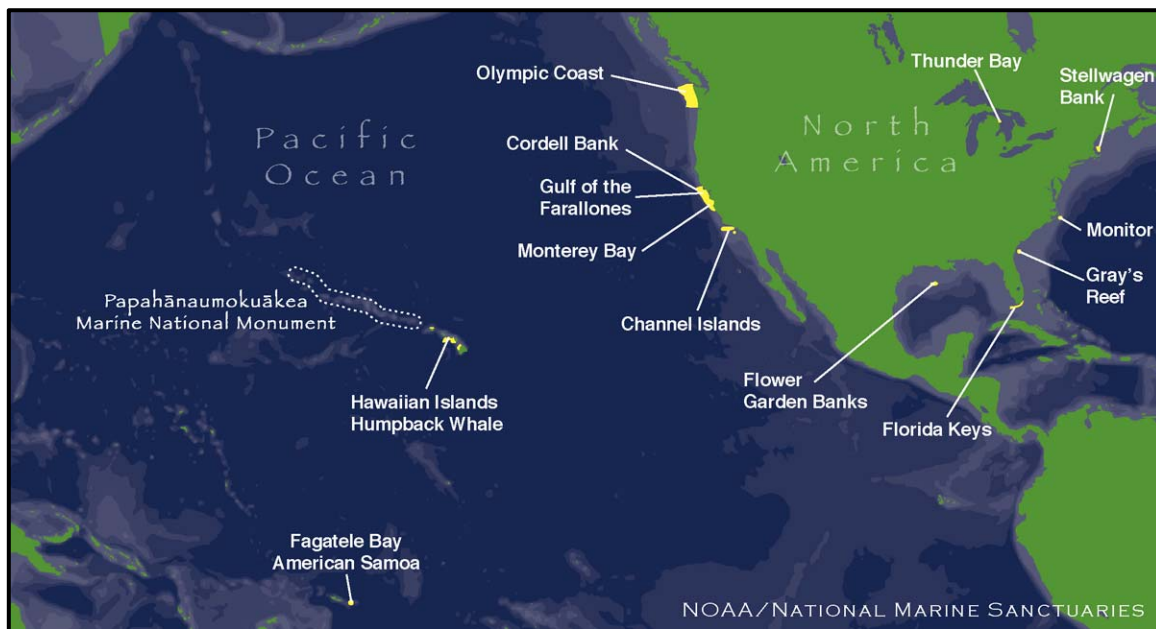 Olympic Coast
Thunder Bay
Stellwagen
Bank
Pacific
Ocean
North
America
Cordell Bank
Gulf of the
Farallones
Monterey Bay
Monitor
Gray's
Reef
Papahānaumokuākea
Marine National Monument
Channel Islands
Hawaiian Islands
Humpback Whale
Flower
Garden Banks
Florida Keys
Fagatele Bay
American Samoa
NOAA/National Marine Sanctuaries